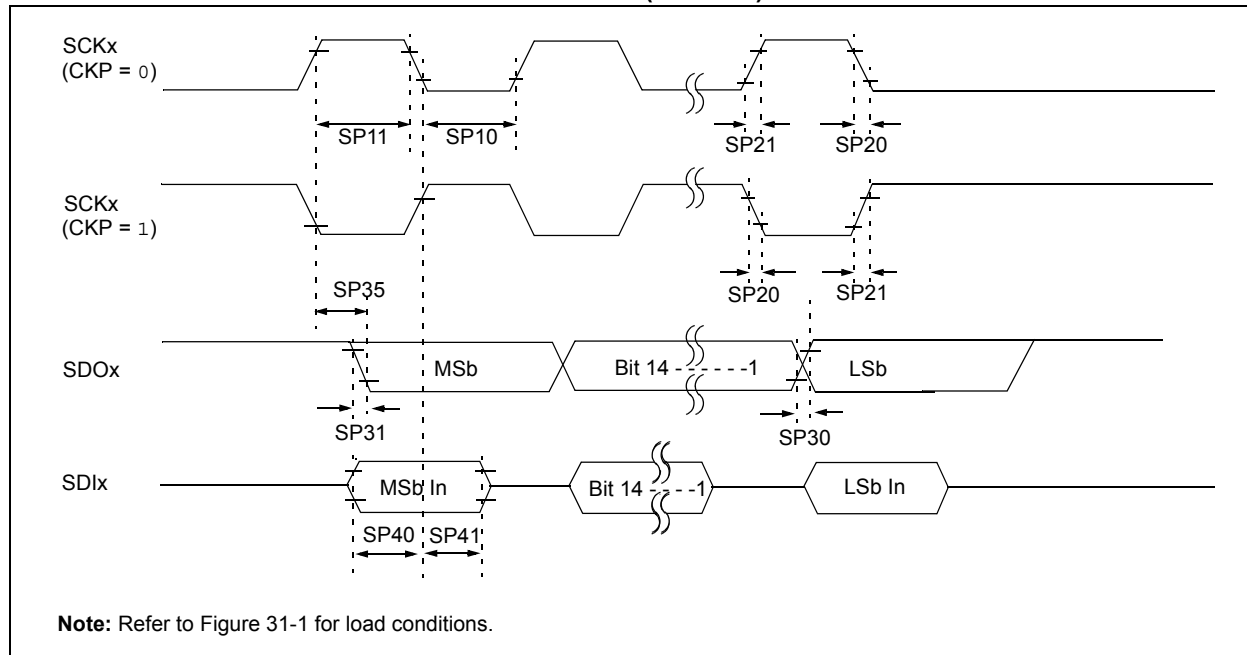 SCKx
(CKP = 0)
SP11
SP10
SP21
SP20
SCKx
(CKP = 1)
SP35
SP20
SP21
SDOx
MSb
Bit 14 - - - - - -1
LSb
SP31
SP30
SDIx
MSb In
Bit 14 - - - -1
LSb In
SP40
SP41
Note: Refer to Figure 31-1 for load conditions.